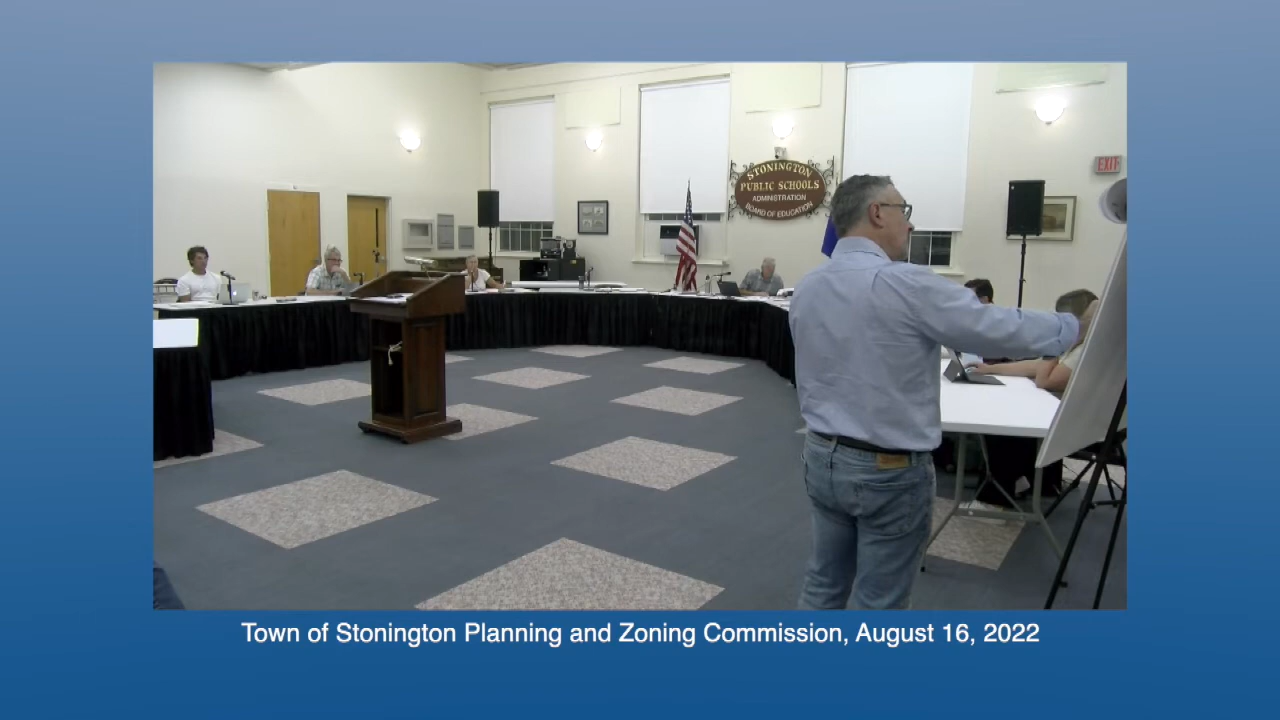 STONINGTON
PUBLIC SCHOOLS
ADMINISTRATION
BOARD OF EDUCATION
EXIT
Town of Stonington Planning and Zoning Commission, August 16, 2022